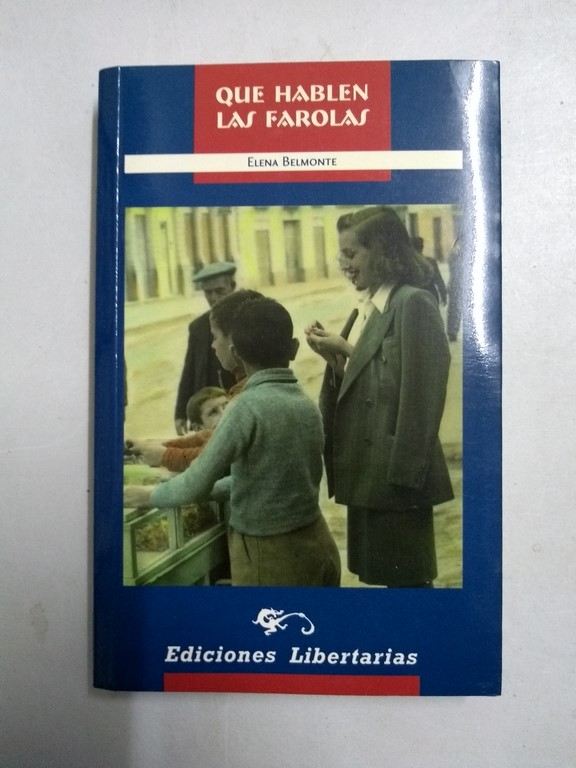 QUE HABLEN
LAS FAROLAS
ELENA BELMONTE
Ediciones Libertarias